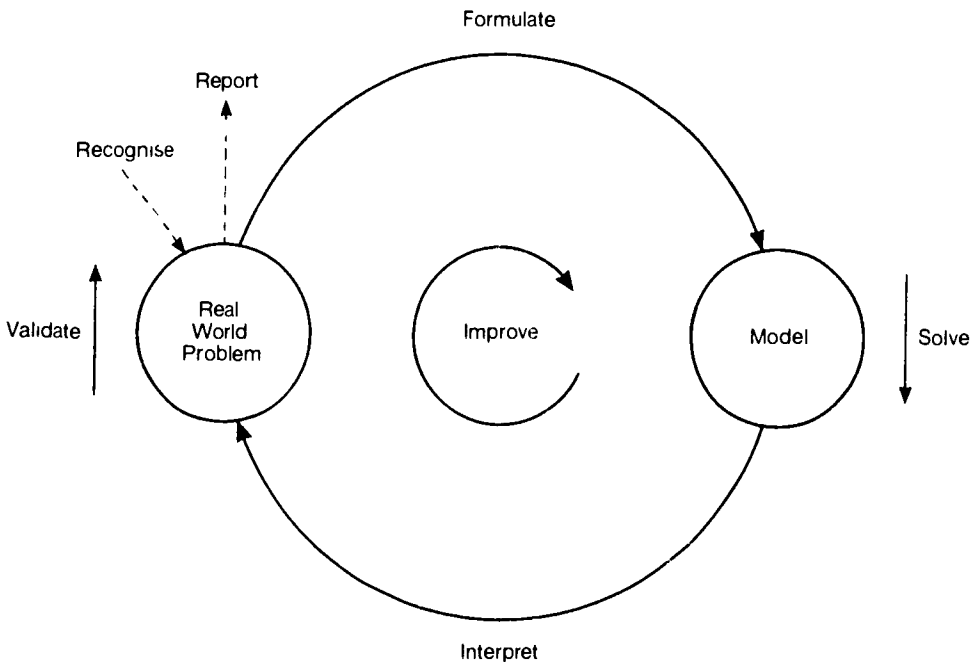 Formulate
Report
Recognise
Validate
Real
World
Problem
Improve
Model
Solve
Interpret